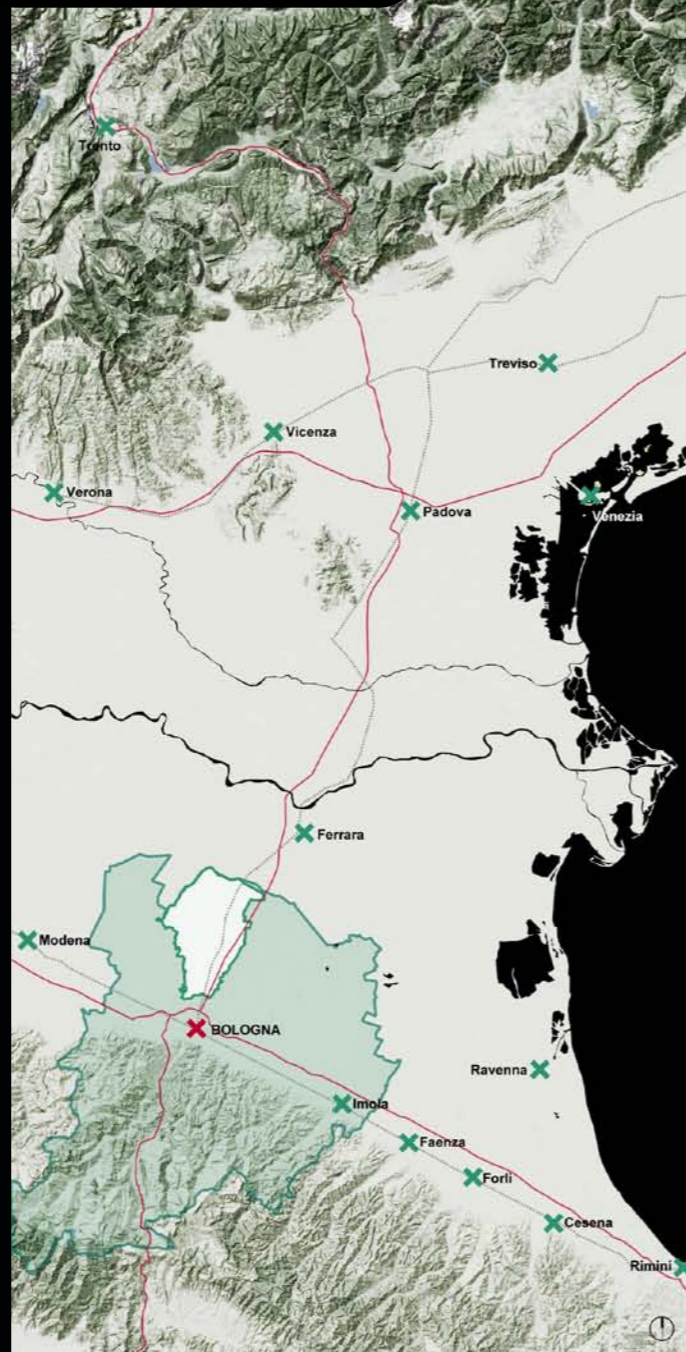 Trento
Treviso
Vicenza
Verona
Padova
Venezia
Ferrara
Modena
BOLOGNA
Ravenna
Imola
Faenza
Forlì
Cesena
Rimini